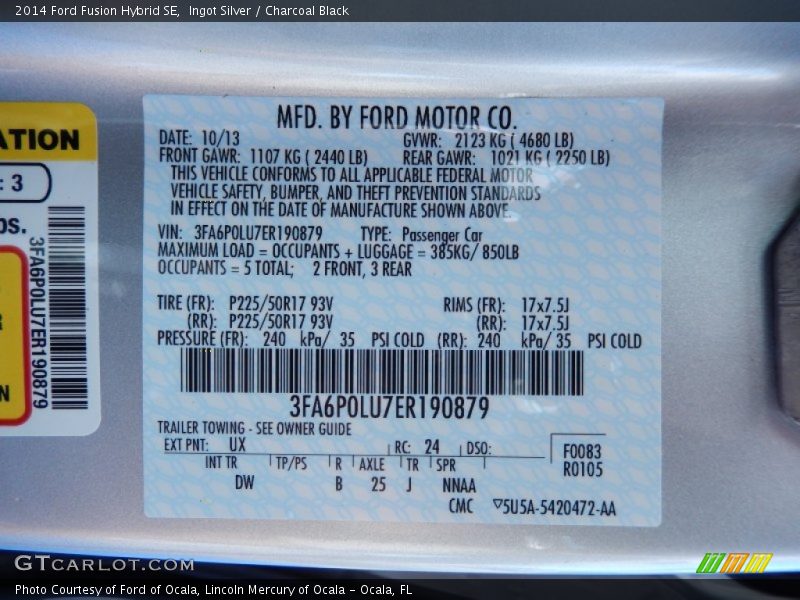 2014 Ford Fusion Hybrid SE,  Ingot Silver / Charcoal Black
MFD. BY FORD MOTOR CO.
DATE: 10/13 GVWR: 2123 KG ( 4680 LB)
FRONT GAWR: 1107 KG ( 2440 LB) REAR GAWR: 1021 KG ( 2250 LB)
THIS VEHICLE CONFORMS TO ALL APPLICABLE FEDERAL MOTOR
VEHICLE SAFETY, BUMPER, AND THEFT PREVENTION STANDARDS
IN EFFECT ON THE DATE OF MANUFACTURE SHOWN ABOVE.
VIN: 3FA6P0LU7ER190879 TYPE: Passenger Car
MAXIMUM LOAD = OCCUPANTS + LUGGAGE = 385KG/ 850LB
OCCUPANTS = 5 TOTAL; 2 FRONT, 3 REAR
TIRE (FR): P225/50R17 93V RIMS (FR): 17x7.5J
(RR): P225/50R17 93V (RR): 17x7.5J
PRESSURE (FR): 240 kPa/ 35 PSI COLD (RR): 240 kPa/ 35 PSI COLD
3FA6P0LU7ER190879
TRAILER TOWING - SEE OWNER GUIDE
EXT PNT: UX RC: 24 DSO: F0083
INT TR TP/PS R AXLE TR SPR R0105
DW B 25 J NNAA
CMC ▽5U5A-5420472-AA
ATION
: 3
bs.
3FA6P0LU7ER190879
R
N
GTCARLOT.COM
Photo Courtesy of Ford of Ocala, Lincoln Mercury of Ocala - Ocala, FL